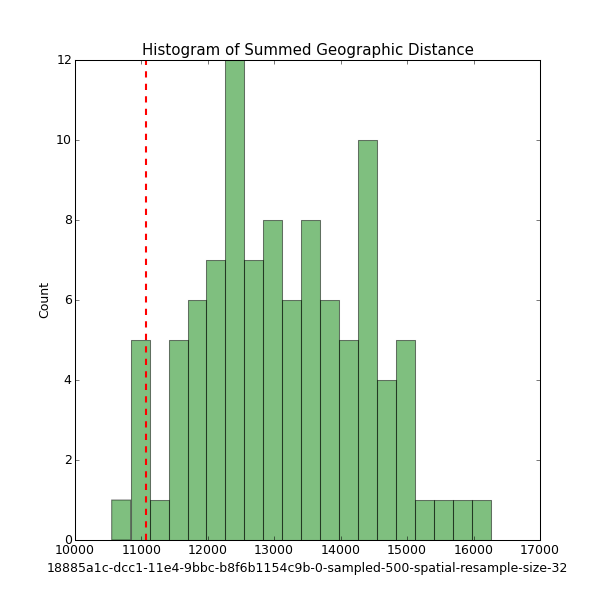 Histogram of Summed Geographic Distance
12
10
8
6
4
2
0
Count
10000 11000 12000 13000 14000 15000 16000 17000
18885a1c-dcc1-11e4-9bbc-b8f6b1154c9b-0-sampled-500-spatial-resample-size-32